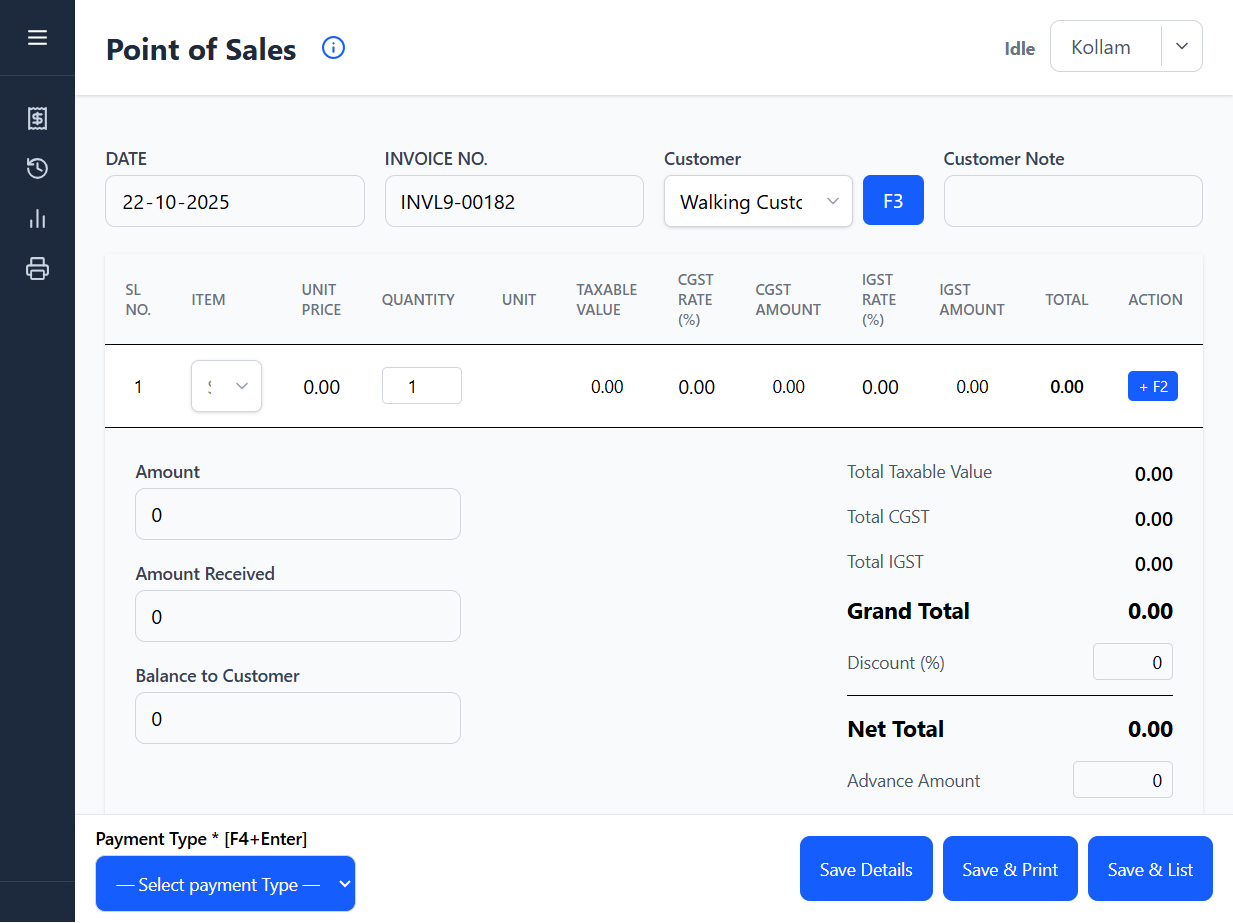 Point of Sales
Idle
Kollam
DATE
INVOICE NO.
Customer
Customer Note
22-10-2025
INVL9-00182
Walking Custo
F3
SL NO.
ITEM
UNIT PRICE
QUANTITY
UNIT
TAXABLE VALUE
CGST RATE (%)
CGST AMOUNT
IGST RATE (%)
IGST AMOUNT
TOTAL
ACTION
1
0.00
1
0.00
0.00
0.00
0.00
0.00
0.00
+ F2
Amount
0
Amount Received
0
Balance to Customer
0
Total Taxable Value 0.00
Total CGST 0.00
Total IGST 0.00
Grand Total 0.00
Discount (%) 0
Net Total 0.00
Advance Amount 0
Payment Type * [F4+Enter]
— Select payment Type —
Save Details
Save & Print
Save & List